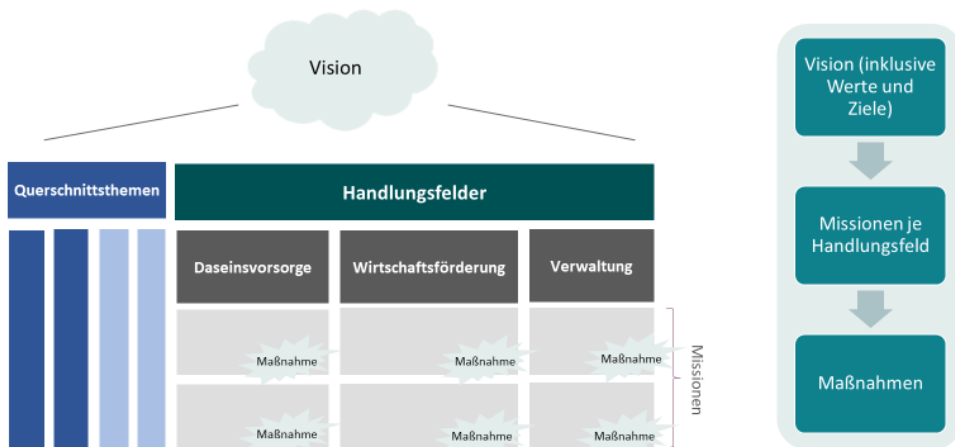 Vision
Querschnittsthemen
Handlungsfelder
Daseinsvorsorge
Wirtschaftsförderung
Verwaltung
Maßnahme
Maßnahme
Maßnahme
Maßnahme
Maßnahme
Maßnahme
Missionen
Vision (inklusive
Werte und
Ziele)
Missionen je
Handlungsfeld
Maßnahmen